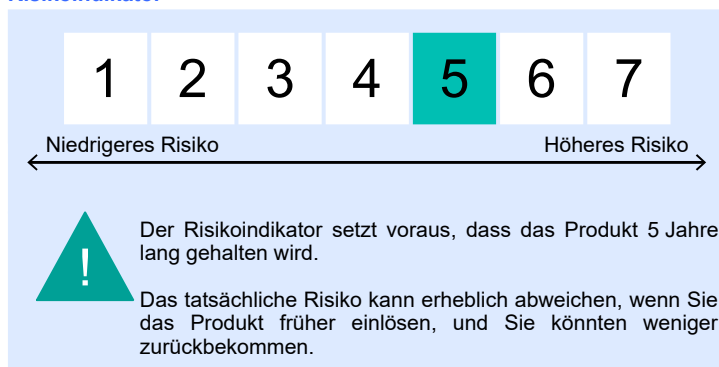 Risikoindikator
1 2 3 4 5 6 7
Niedrigeres Risiko Höheres Risiko
! Der Risikoindikator setzt voraus, dass das Produkt 5 Jahre
lang gehalten wird.
Das tatsächliche Risiko kann erheblich abweichen, wenn Sie
das Produkt früher einlösen, und Sie könnten weniger
zurückbekommen.